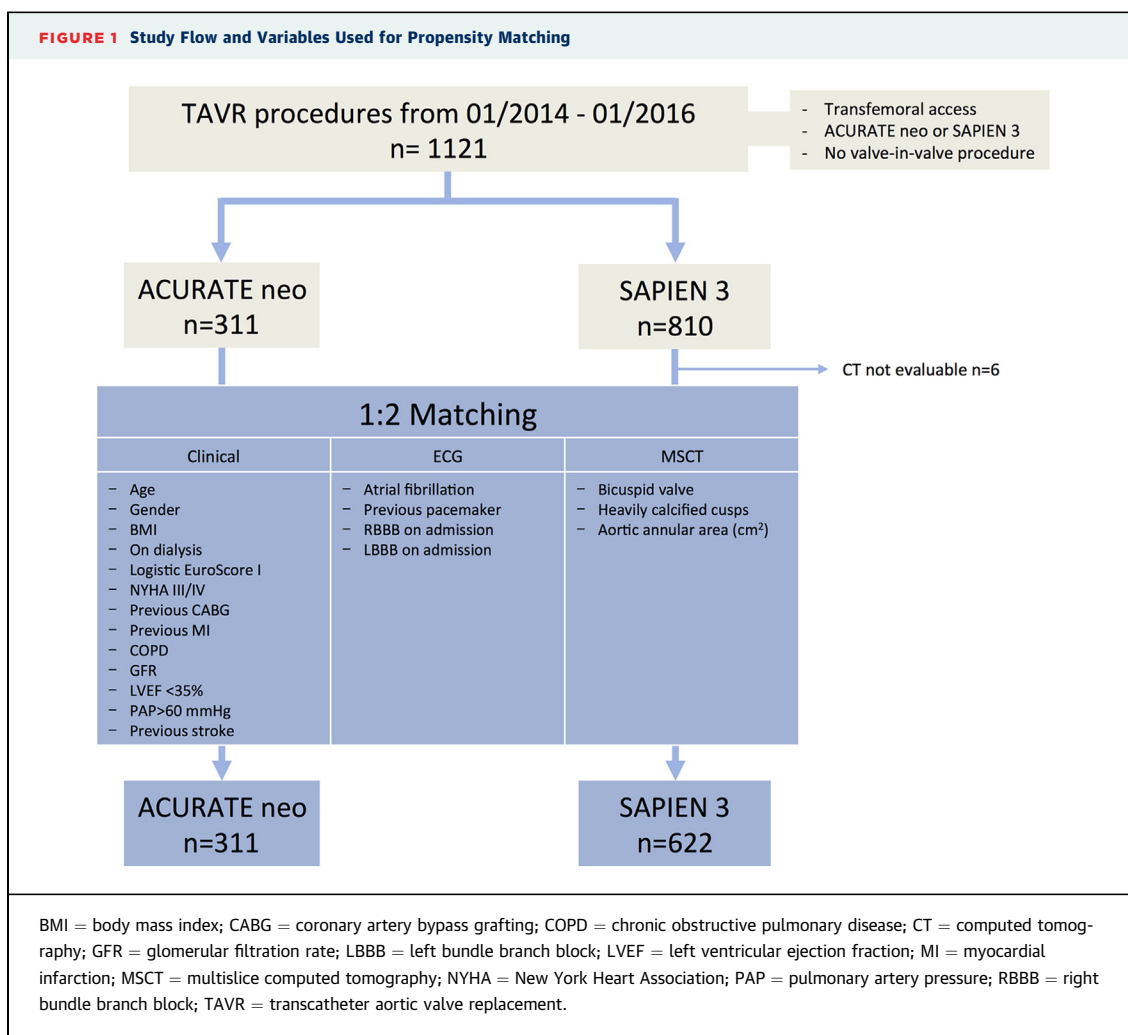 FIGURE 1 Study Flow and Variables Used for Propensity Matching
TAVR procedures from 01/2014 - 01/2016
n= 1121
- Transfemoral access
- ACURATE neo or SAPIEN 3
- No valve-in-valve procedure
ACURATE neo
n=311
SAPIEN 3
n=810
CT not evaluable n=6
1:2 Matching
Clinical
– Age
– Gender
– BMI
– On dialysis
– Logistic EuroScore I
– NYHA III/IV
– Previous CABG
– Previous MI
– COPD
– GFR
– LVEF <35%
– PAP>60 mmHg
– Previous stroke
ECG
– Atrial fibrillation
– Previous pacemaker
– RBBB on admission
– LBBB on admission
MSCT
– Bicuspid valve
– Heavily calcified cusps
– Aortic annular area (cm²)
ACURATE neo
n=311
SAPIEN 3
n=622
BMI = body mass index; CABG = coronary artery bypass grafting; COPD = chronic obstructive pulmonary disease; CT = computed tomog-
raphy; GFR = glomerular filtration rate; LBBB = left bundle branch block; LVEF = left ventricular ejection fraction; MI = myocardial
infarction; MSCT = multislice computed tomography; NYHA = New York Heart Association; PAP = pulmonary artery pressure; RBBB = right
bundle branch block; TAVR = transcatheter aortic valve replacement.